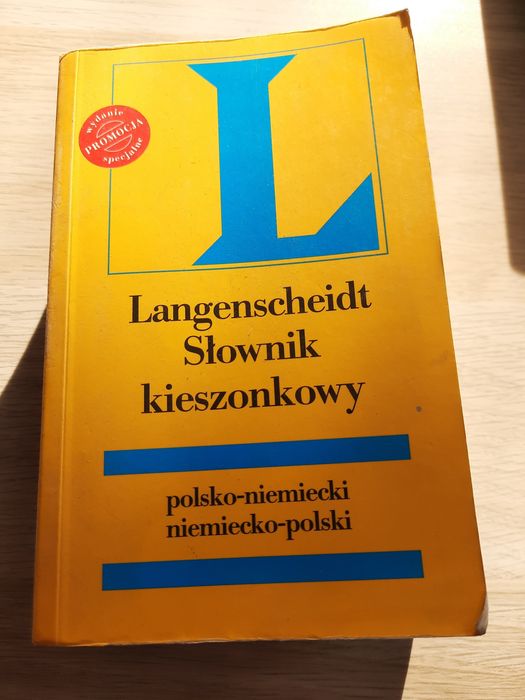 wydanie
PROMOCJA
specjalne
L
Langenscheidt
Słownik
kieszonkowy
polsko-niemiecki
niemiecko-polski